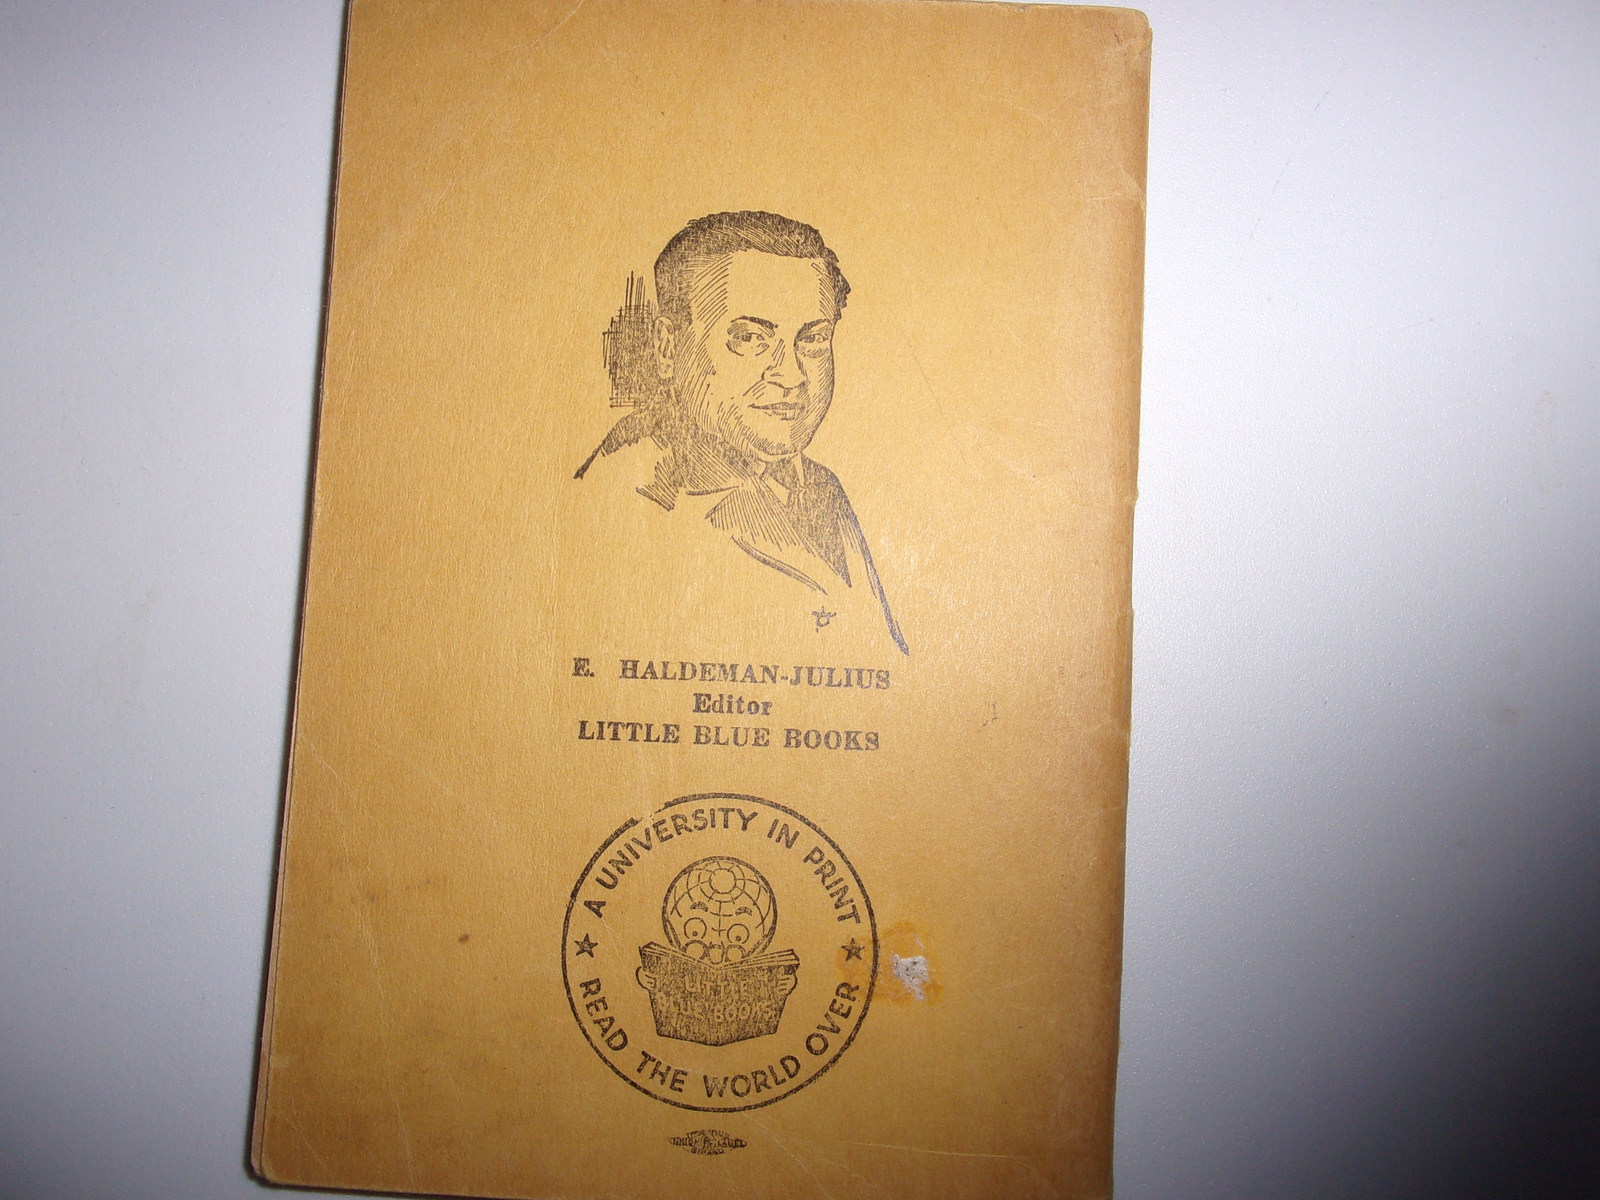 E. HALDEMAN-JULIUS
Editor
LITTLE BLUE BOOKS
A UNIVERSITY IN PRINT
LITTLE
BLUE BOOKS
READ THE WORLD OVER